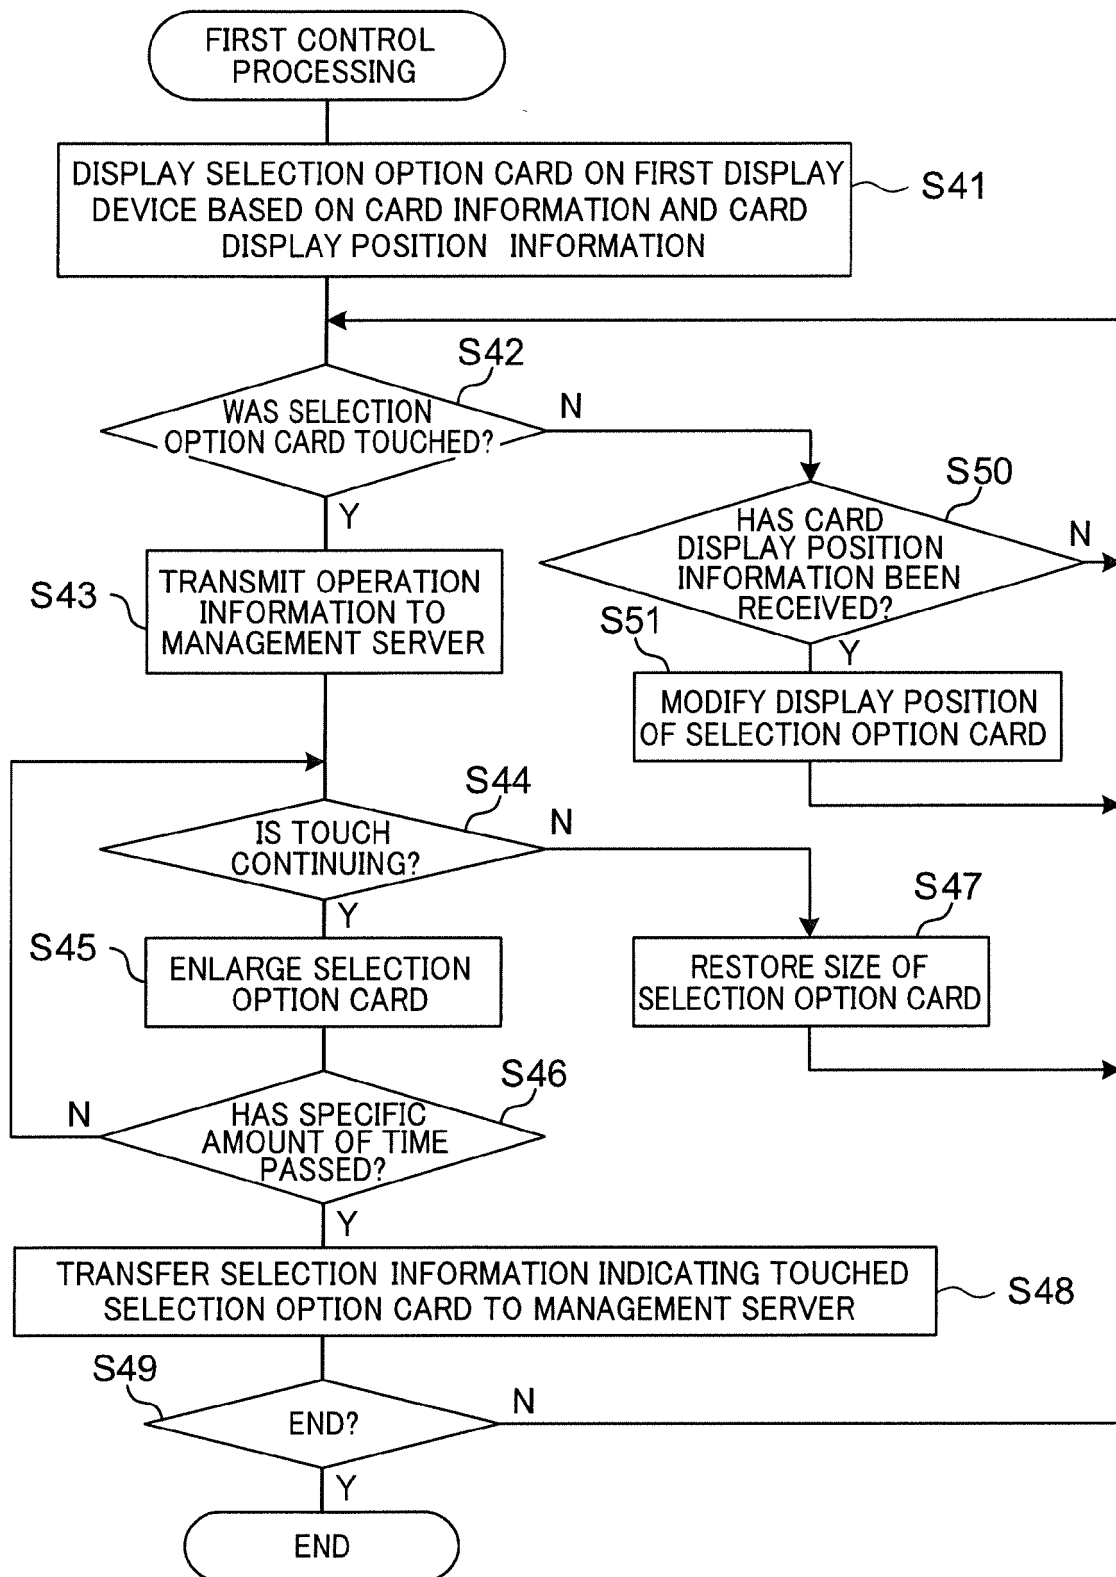 FIRST CONTROL
PROCESSING
DISPLAY SELECTION OPTION CARD ON FIRST DISPLAY
DEVICE BASED ON CARD INFORMATION AND CARD
DISPLAY POSITION INFORMATION
S41
S42
WAS SELECTION
OPTION CARD TOUCHED?
N
Y
S50
HAS CARD
DISPLAY POSITION
INFORMATION BEEN
RECEIVED?
N
Y
S43
TRANSMIT OPERATION
INFORMATION TO
MANAGEMENT SERVER
S51
MODIFY DISPLAY POSITION
OF SELECTION OPTION CARD
S44
IS TOUCH
CONTINUING?
N
Y
S45
ENLARGE SELECTION
OPTION CARD
S47
RESTORE SIZE OF
SELECTION OPTION CARD
S46
HAS SPECIFIC
AMOUNT OF TIME
PASSED?
N
Y
TRANSFER SELECTION INFORMATION INDICATING TOUCHED
SELECTION OPTION CARD TO MANAGEMENT SERVER
S48
S49
END?
N
Y
END